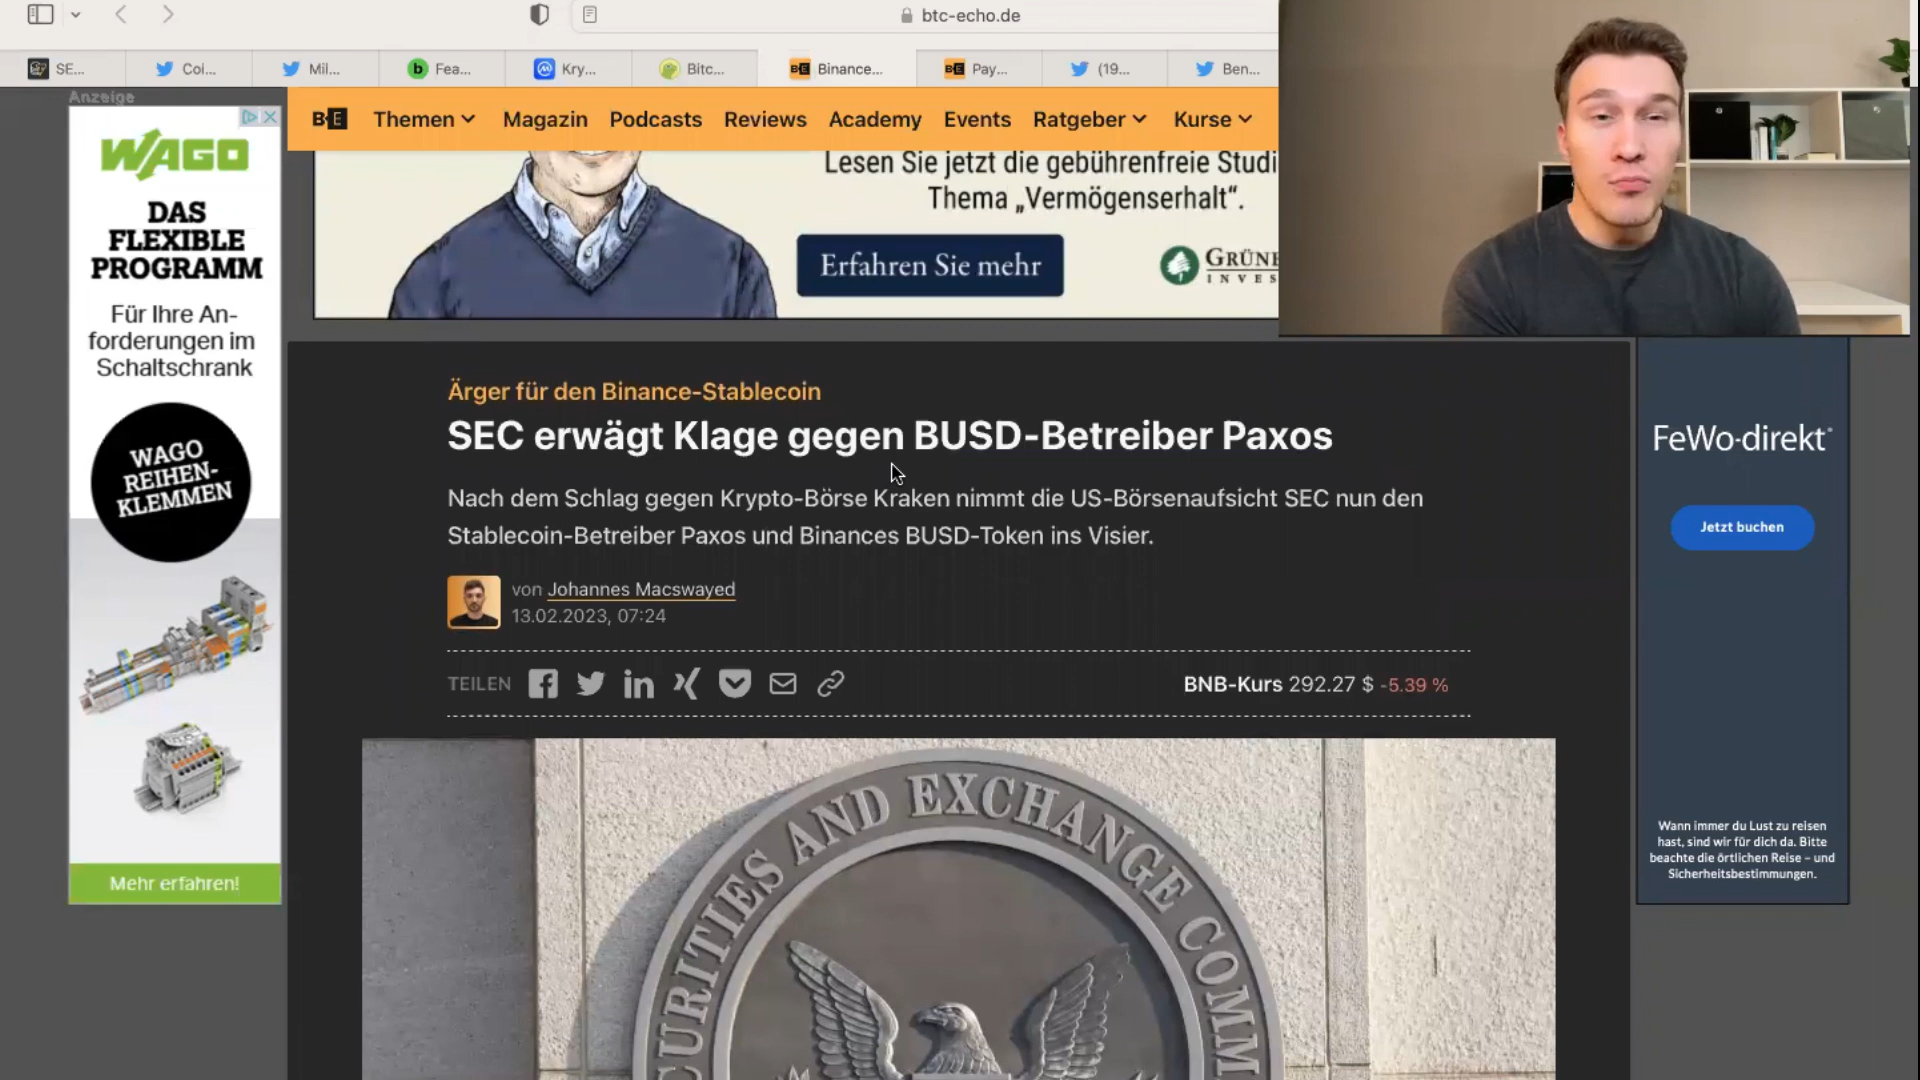 btc-echo.de
SE...
Col...
Mil...
Fea...
Kry...
Bitc...
Binance...
Pay...
(19...
Ben...
Anzeige
WAGO
DAS
FLEXIBLE
PROGRAMM
Für Ihre An-
forderungen im
Schaltschrank
WAGO
REIHEN-
KLEMMEN
Mehr erfahren!
B·E
Themen
Magazin
Podcasts
Reviews
Academy
Events
Ratgeber
Kurse
Lesen Sie jetzt die gebührenfreie Studi
Thema „Vermögenserhalt“.
Erfahren Sie mehr
GRÜNE
INVES
Ärger für den Binance-Stablecoin
SEC erwägt Klage gegen BUSD-Betreiber Paxos
Nach dem Schlag gegen Krypto-Börse Kraken nimmt die US-Börsenaufsicht SEC nun den
Stablecoin-Betreiber Paxos und Binances BUSD-Token ins Visier.
von Johannes Macswayed
13.02.2023, 07:24
TEILEN
BNB-Kurs 292.27 $ -5.39 %
CURITIES AND EXCHANGE COMM
FeWo-direkt
Jetzt buchen
Wann immer du Lust zu reisen
hast, sind wir für dich da. Bitte
beachte die örtlichen Reise – und
Sicherheitsbestimmungen.